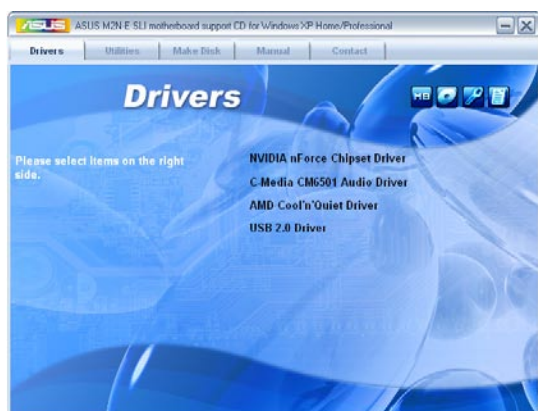 ASUS ASUS M2N-E SLI motherboard support CD for Windows XP Home/Professional
Drivers Utilities Make Disk Manual Contact
Drivers
MB
Please select items on the right
side.
NVIDIA nForce Chipset Driver
C-Media CM6501 Audio Driver
AMD Cool'n'Quiet Driver
USB 2.0 Driver